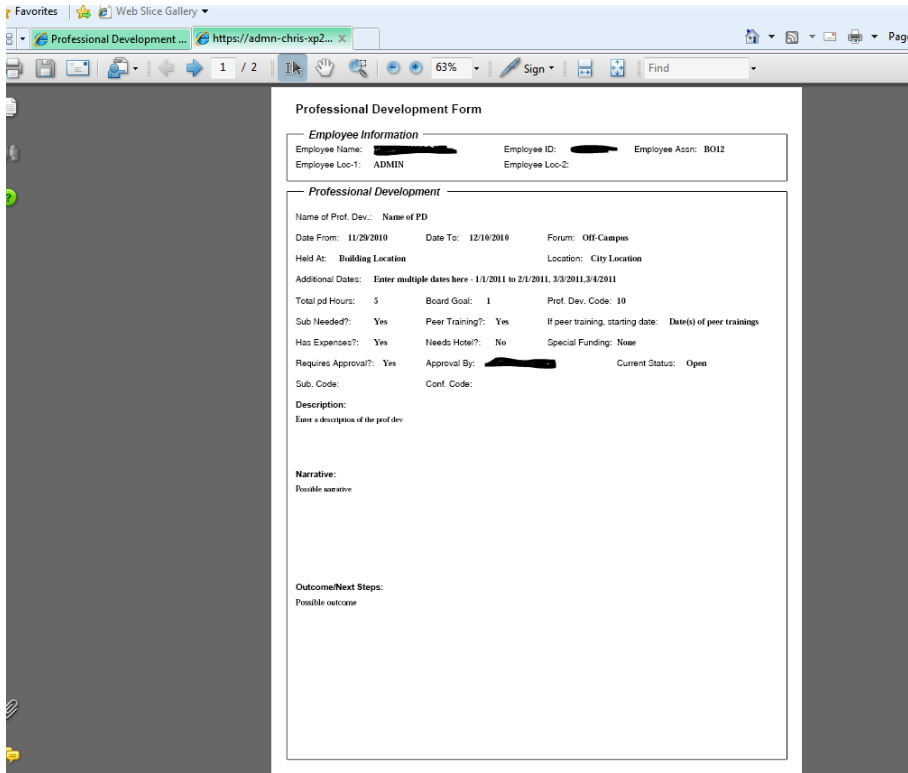 Favorites Web Slice Gallery
Professional Development ... https://admn-chris-xp2...
1 / 2 63% Sign Find
Professional Development Form
Employee Information
Employee Name: Employee ID: Employee Assn: BO12
Employee Loc-1: ADMIN Employee Loc-2:
Professional Development
Name of Prof. Dev.: Name of PD
Date From: 11/29/2010 Date To: 12/10/2010 Forum: Off-Campus
Held At: Building Location Location: City Location
Additional Dates: Enter multiple dates here - 1/1/2011 to 2/1/2011, 3/3/2011,3/4/2011
Total pd Hours: 5 Board Goal: 1 Prof. Dev. Code: 10
Sub Needed?: Yes Peer Training?: Yes If peer training, starting date: Date(s) of peer trainings
Has Expenses?: Yes Needs Hotel?: No Special Funding: None
Requires Approval?: Yes Approval By: Current Status: Open
Sub. Code: Conf. Code:
Description:
Enter a description of the prof dev
Narrative:
Possible narrative
Outcome/Next Steps:
Possible outcome